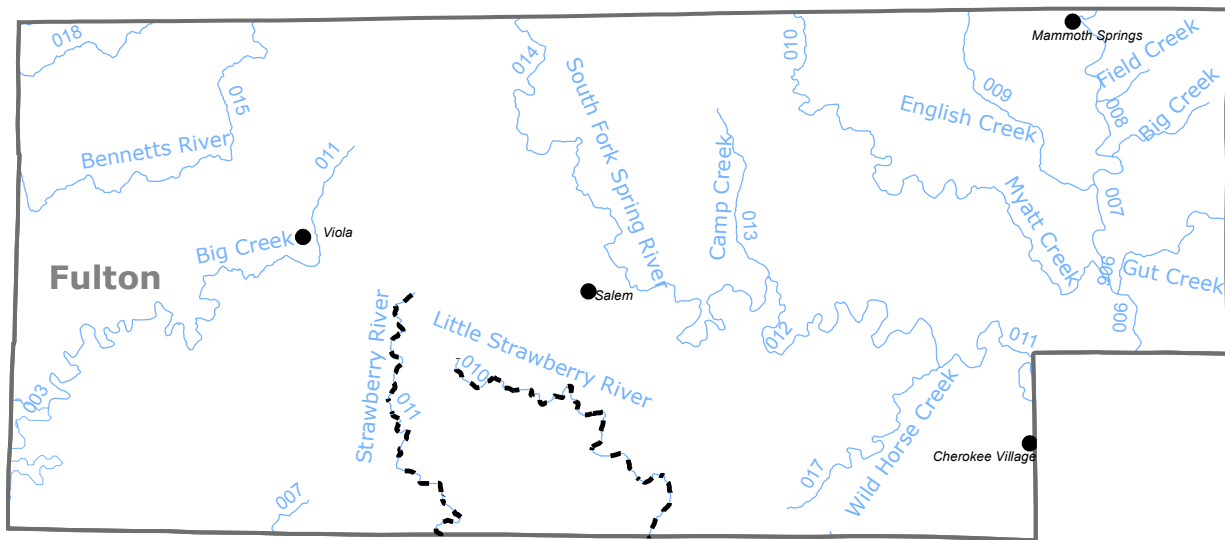 018
014
010
Mammoth Springs
Field Creek
015
South Fork Spring River
009
008
Big Creek
English Creek
Bennetts River
011
Camp Creek
013
Myatt Creek
007
Viola
Big Creek
Fulton
906
Gut Creek
Salem
900
Strawberry River
Little Strawberry River
012
011
010
003
011
Wild Horse Creek
Cherokee Village
017
007